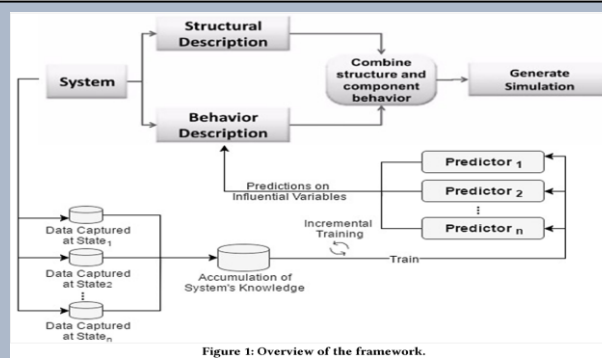 Structural
Description
System
Combine
structure and
component
behavior
Generate
Simulation
Behavior
Description
Predictions on
Influential Variables
Predictor 1
Predictor 2
⋮
Predictor n
Data Captured
at State1
Data Captured
at State2
⋮
Data Captured
at Staten
Accumulation of
System's Knowledge
Incremental
Training
Train
Figure 1: Overview of the framework.